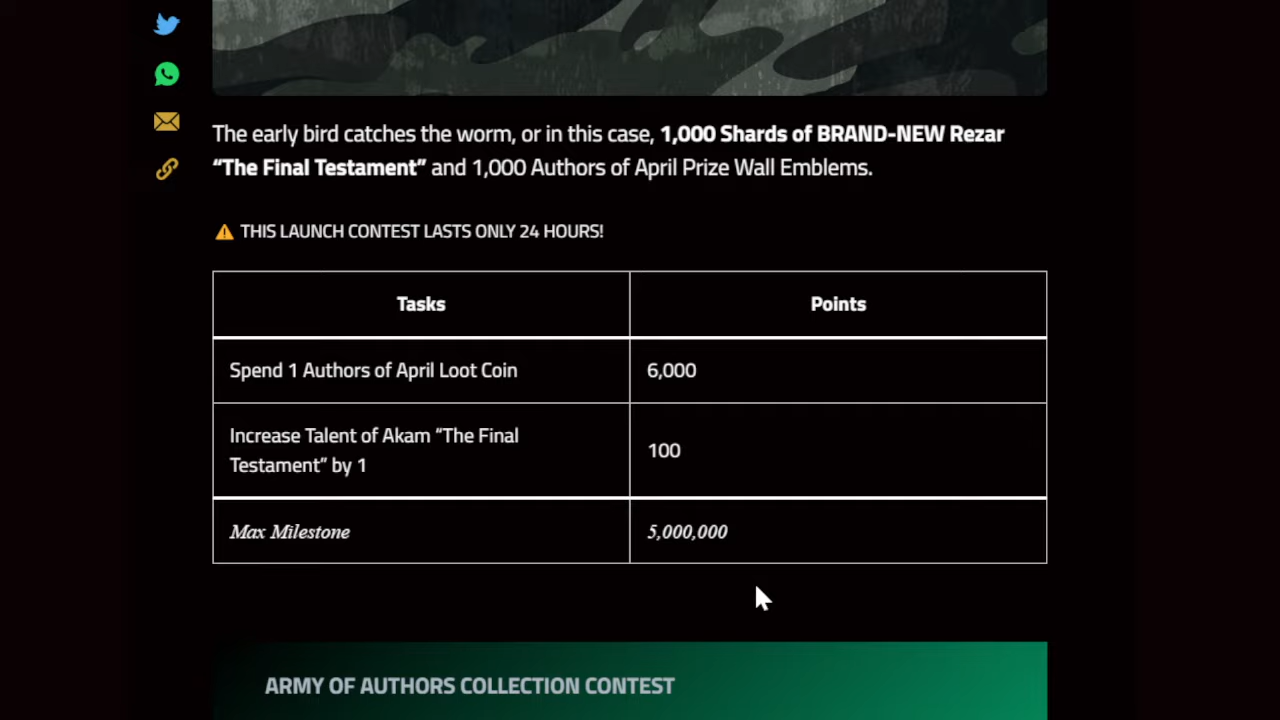 The early bird catches the worm, or in this case, 1,000 Shards of BRAND-NEW Rezar
“The Final Testament” and 1,000 Authors of April Prize Wall Emblems.
⚠ THIS LAUNCH CONTEST LASTS ONLY 24 HOURS!
Tasks
Points
Spend 1 Authors of April Loot Coin
6,000
Increase Talent of Akam “The Final
Testament” by 1
100
Max Milestone
5,000,000
ARMY OF AUTHORS COLLECTION CONTEST